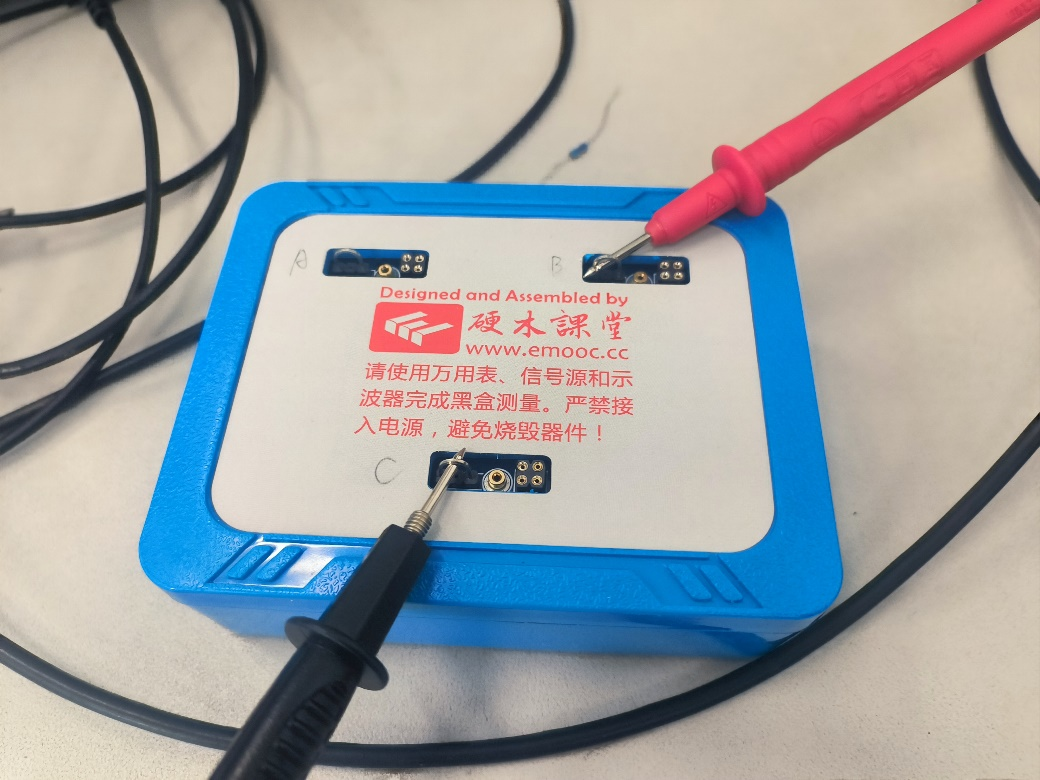 A
B
Designed and Assembled by
硬木課堂
www.emooc.cc
请使用万用表、信号源和示
波器完成黑盒测量。严禁接
入电源，避免烧毁器件！
C